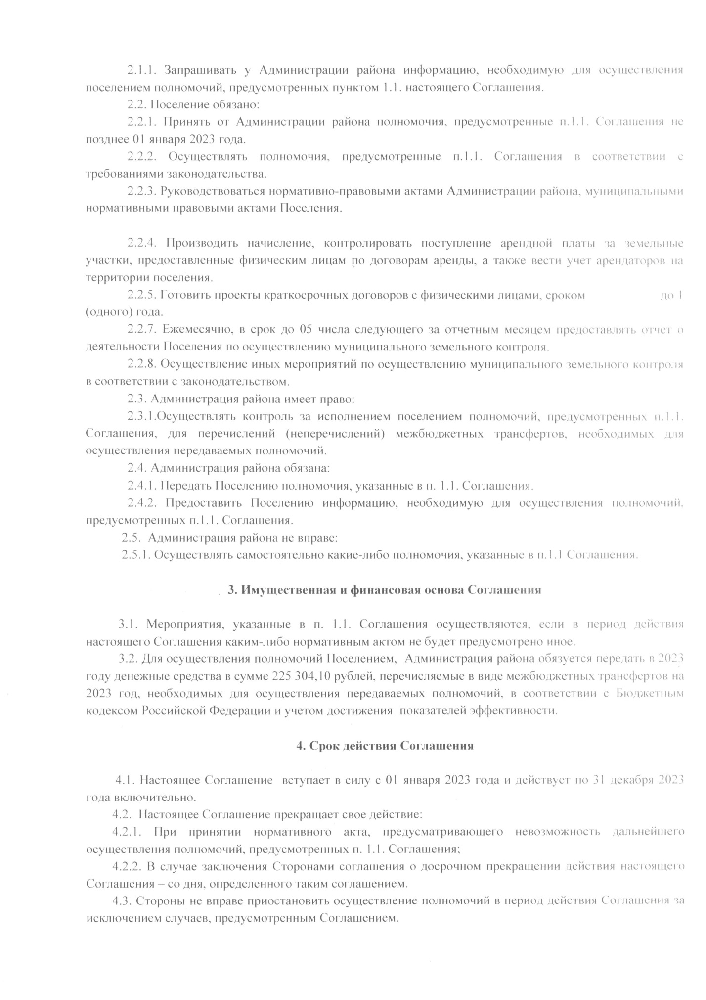 2.1.1. Запрашивать у Администрации района информацию, необходимую для осуществления
поселением полномочий, предусмотренных пунктом 1.1. настоящего Соглашения.
2.2. Поселение обязано:
2.2.1. Принять от Администрации района полномочия, предусмотренные п.1.1. Соглашения не
позднее 01 января 2023 года.
2.2.2. Осуществлять полномочия, предусмотренные п.1.1. Соглашения в соответствии с
требованиями законодательства.
2.2.3. Руководствоваться нормативно-правовыми актами Администрации района, муниципальными
нормативными правовыми актами Поселения.
2.2.4. Производить начисление, контролировать поступление арендной платы за земельные
участки, предоставленные физическим лицам по договорам аренды, а также вести учет арендаторов на
территории поселения.
2.2.5. Готовить проекты краткосрочных договоров с физическими лицами, сроком до 1
(одного) года.
2.2.7. Ежемесячно, в срок до 05 числа следующего за отчетным месяцем предоставлять отчет о
деятельности Поселения по осуществлению муниципального земельного контроля.
2.2.8. Осуществление иных мероприятий по осуществлению муниципального земельного контроля
в соответствии с законодательством.
2.3. Администрация района имеет право:
2.3.1.Осуществлять контроль за исполнением поселением полномочий, предусмотренных п.1.1.
Соглашения, для перечислений (неперечислений) межбюджетных трансфертов, необходимых для
осуществления передаваемых полномочий.
2.4. Администрация района обязана:
2.4.1. Передать Поселению полномочия, указанные в п. 1.1. Соглашения.
2.4.2. Предоставить Поселению информацию, необходимую для осуществления полномочий,
предусмотренных п.1.1. Соглашения.
2.5. Администрация района не вправе:
2.5.1. Осуществлять самостоятельно какие-либо полномочия, указанные в п.1.1 Соглашения.
3. Имущественная и финансовая основа Соглашения
3.1. Мероприятия, указанные в п. 1.1. Соглашения осуществляются, если в период действия
настоящего Соглашения каким-либо нормативным актом не будет предусмотрено иное.
3.2. Для осуществления полномочий Поселением, Администрация района обязуется передать в 2023
году денежные средства в сумме 225 304,10 рублей, перечисляемые в виде межбюджетных трансфертов на
2023 год, необходимых для осуществления передаваемых полномочий, в соответствии с Бюджетным
кодексом Российской Федерации и учетом достижения показателей эффективности.
4. Срок действия Соглашения
4.1. Настоящее Соглашение вступает в силу с 01 января 2023 года и действует по 31 декабря 2023
года включительно.
4.2. Настоящее Соглашение прекращает свое действие:
4.2.1. При принятии нормативного акта, предусматривающего невозможность дальнейшего
осуществления полномочий, предусмотренных п. 1.1. Соглашения;
4.2.2. В случае заключения Сторонами соглашения о досрочном прекращении действия настоящего
Соглашения – со дня, определенного таким соглашением.
4.3. Стороны не вправе приостановить осуществление полномочий в период действия Соглашения за
исключением случаев, предусмотренным Соглашением.